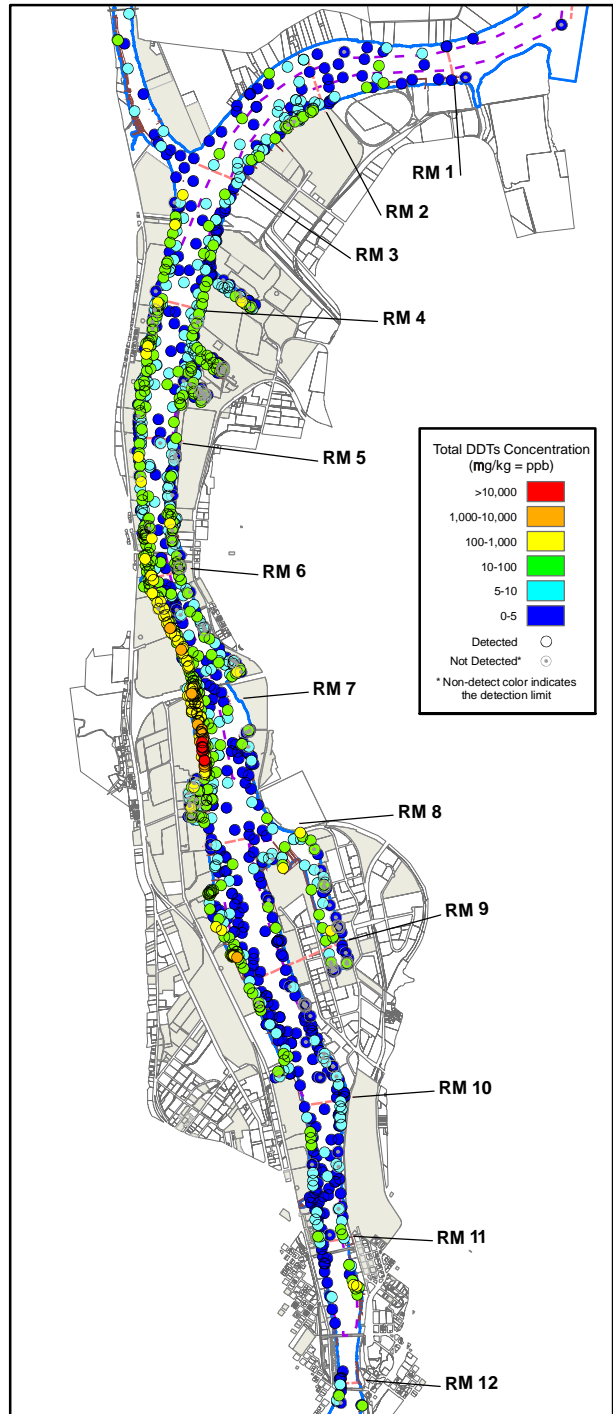 RM 1
RM 2
RM 3
RM 4
RM 5
RM 6
RM 7
RM 8
RM 9
RM 10
RM 11
RM 12
Total DDTs Concentration
(mg/kg = ppb)
>10,000
1,000-10,000
100-1,000
10-100
5-10
0-5
Detected
Not Detected*
* Non-detect color indicates
the detection limit